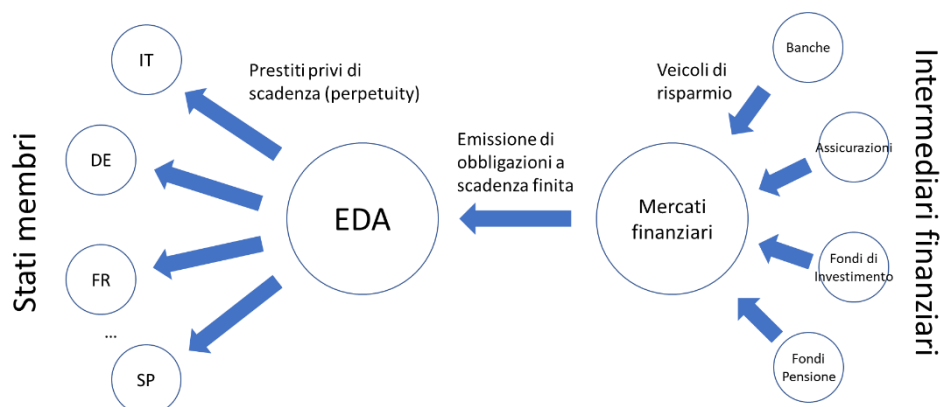 Stati membri
IT
DE
FR
...
SP
Prestiti privi di
scadenza (perpetuity)
EDA
Emissione di
obbligazioni a
scadenza finita
Mercati
finanziari
Veicoli di
risparmio
Banche
Assicurazioni
Fondi di
Investimento
Fondi
Pensione
Intermediari finanziari